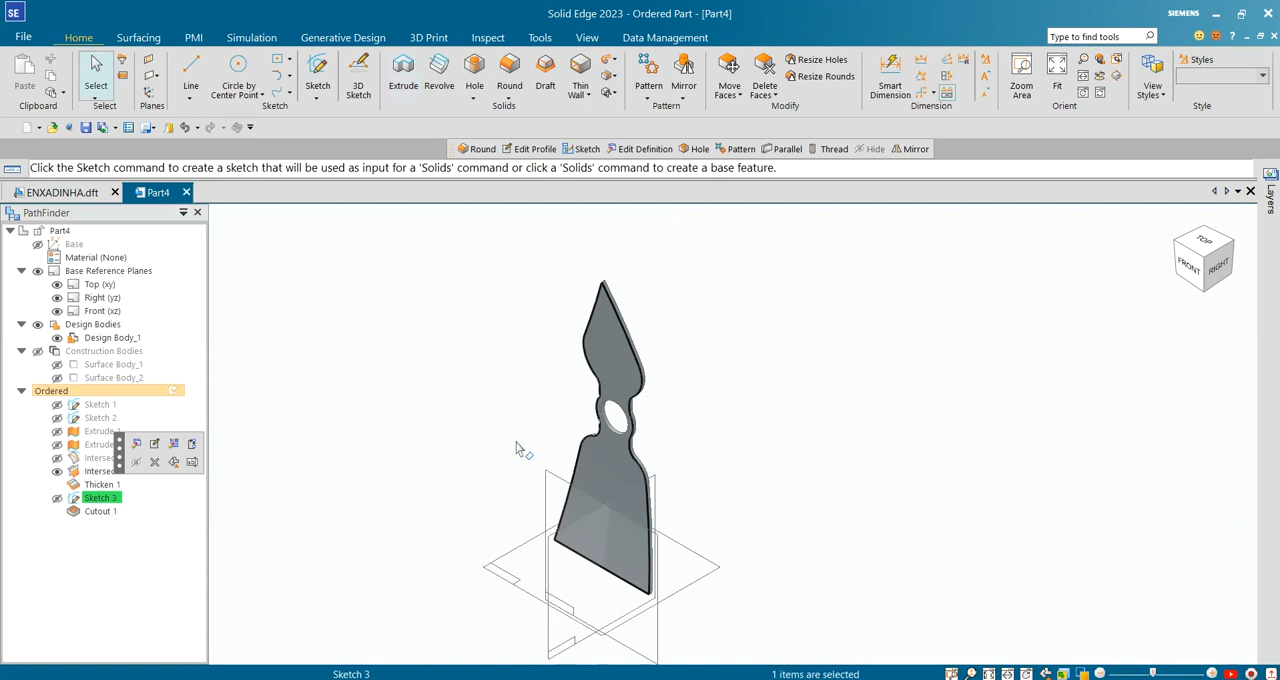 SE
Solid Edge 2023 - Ordered Part - [Part4]
SIEMENS
File Home Surfacing PMI Simulation Generative Design 3D Print Inspect Tools View Data Management
Type to find tools
Paste
Clipboard
Select
Select
Planes
Line
Circle by Center Point
Sketch
Sketch
3D Sketch
Extrude
Revolve
Hole
Round
Draft
Thin Wall
Solids
Pattern
Mirror
Pattern
Move Faces
Delete Faces
Resize Holes
Resize Rounds
Modify
Smart Dimension
Dimension
Zoom Area
Fit
Orient
View Styles
Styles
Style
Round Edit Profile Sketch Edit Definition Hole Pattern Parallel Thread Hide Mirror
Click the Sketch command to create a sketch that will be used as input for a 'Solids' command or click a 'Solids' command to create a base feature.
ENXADINHA.dft
Part4
PathFinder
Part4
Base
Material (None)
Base Reference Planes
Top (xy)
Right (yz)
Front (xz)
Design Bodies
Design Body_1
Construction Bodies
Surface Body_1
Surface Body_2
Ordered
Sketch 1
Sketch 2
Extrude
Extrude
Interse
Interse
Thicken 1
Sketch 3
Cutout 1
TOP
FRONT
RIGHT
Layers
Sketch 3
1 items are selected